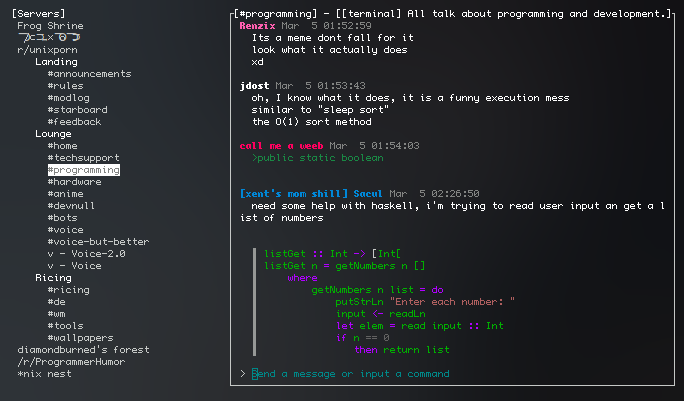 [Servers]
Frog Shrine
r/unixporn
Landing
#announcements
#rules
#modlog
#starboard
#feedback
Lounge
#home
#techsupport
#programming
#hardware
#anime
#devnull
#bots
#voice
#voice-but-better
v - Voice-2.0
v - Voice
Ricing
#ricing
#de
#wm
#tools
#wallpapers
diamondburned's forest
/r/ProgrammerHumor
*nix nest
[#programming] - [[terminal] All talk about programming and development.]
Renzix Mar 5 01:52:59
Its a meme dont fall for it
look what it actually does
xd
jdost Mar 5 01:53:43
oh, I know what it does, it is a funny execution mess
similar to "sleep sort"
the O(1) sort method
call me a weeb Mar 5 01:54:03
>public static boolean
[xent's mom shill] Sacul Mar 5 02:26:50
need some help with haskell, i'm trying to read user input an get a l
ist of numbers
listGet :: Int -> [Int[
listGet n = getNumbers n []
where
getNumbers n list = do
putStrLn "Enter each number: "
input <- readLn
let elem = read input :: Int
if n == 0
then return list
> Send a message or input a command